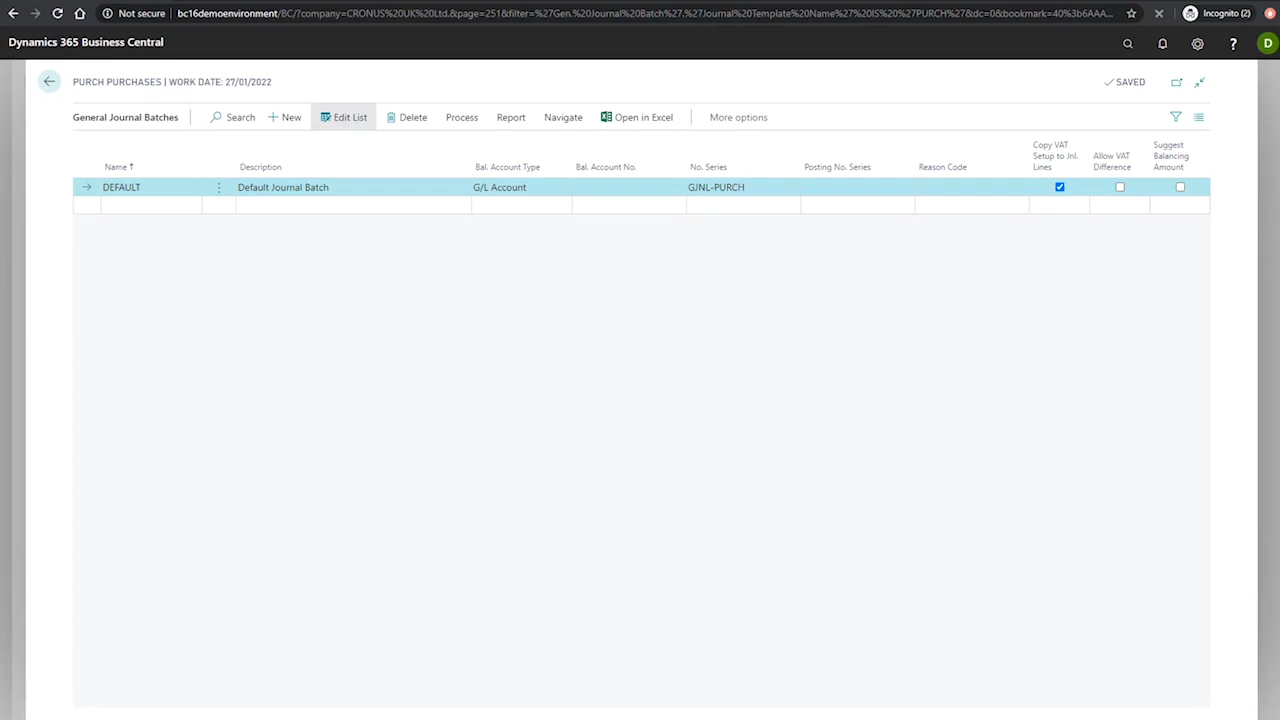 Not secure
bc16demoenvironment/BC/?company=CRONUS%20UK%20Ltd.&page=251&filter=%27Gen.%20Journal%20Batch%27.%27Journal%20Template%20Name%27%20IS%20%27PURCH%27&dc=0&bookmark=40%3b6AAA...
Incognito (2)
Dynamics 365 Business Central
?
D
PURCH PURCHASES | WORK DATE: 27/01/2022
SAVED
General Journal Batches
Search
New
Edit List
Delete
Process
Report
Navigate
Open in Excel
More options
Name ↑
Description
Bal. Account Type
Bal. Account No.
No. Series
Posting No. Series
Reason Code
Copy VAT
Setup to Jnl.
Lines
Allow VAT
Difference
Suggest
Balancing
Amount
DEFAULT
Default Journal Batch
G/L Account
GJNL-PURCH